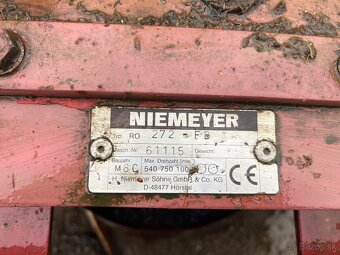 NIEMEYER
Typ: RO 272 - FS
Masch.-Nr. 61115 Gewicht
Baujahr Max. Drehzahl (min
M 540 750 100
H. Niemeyer Söhne GmbH & Co. KG
D-48477 Hörstel
CE